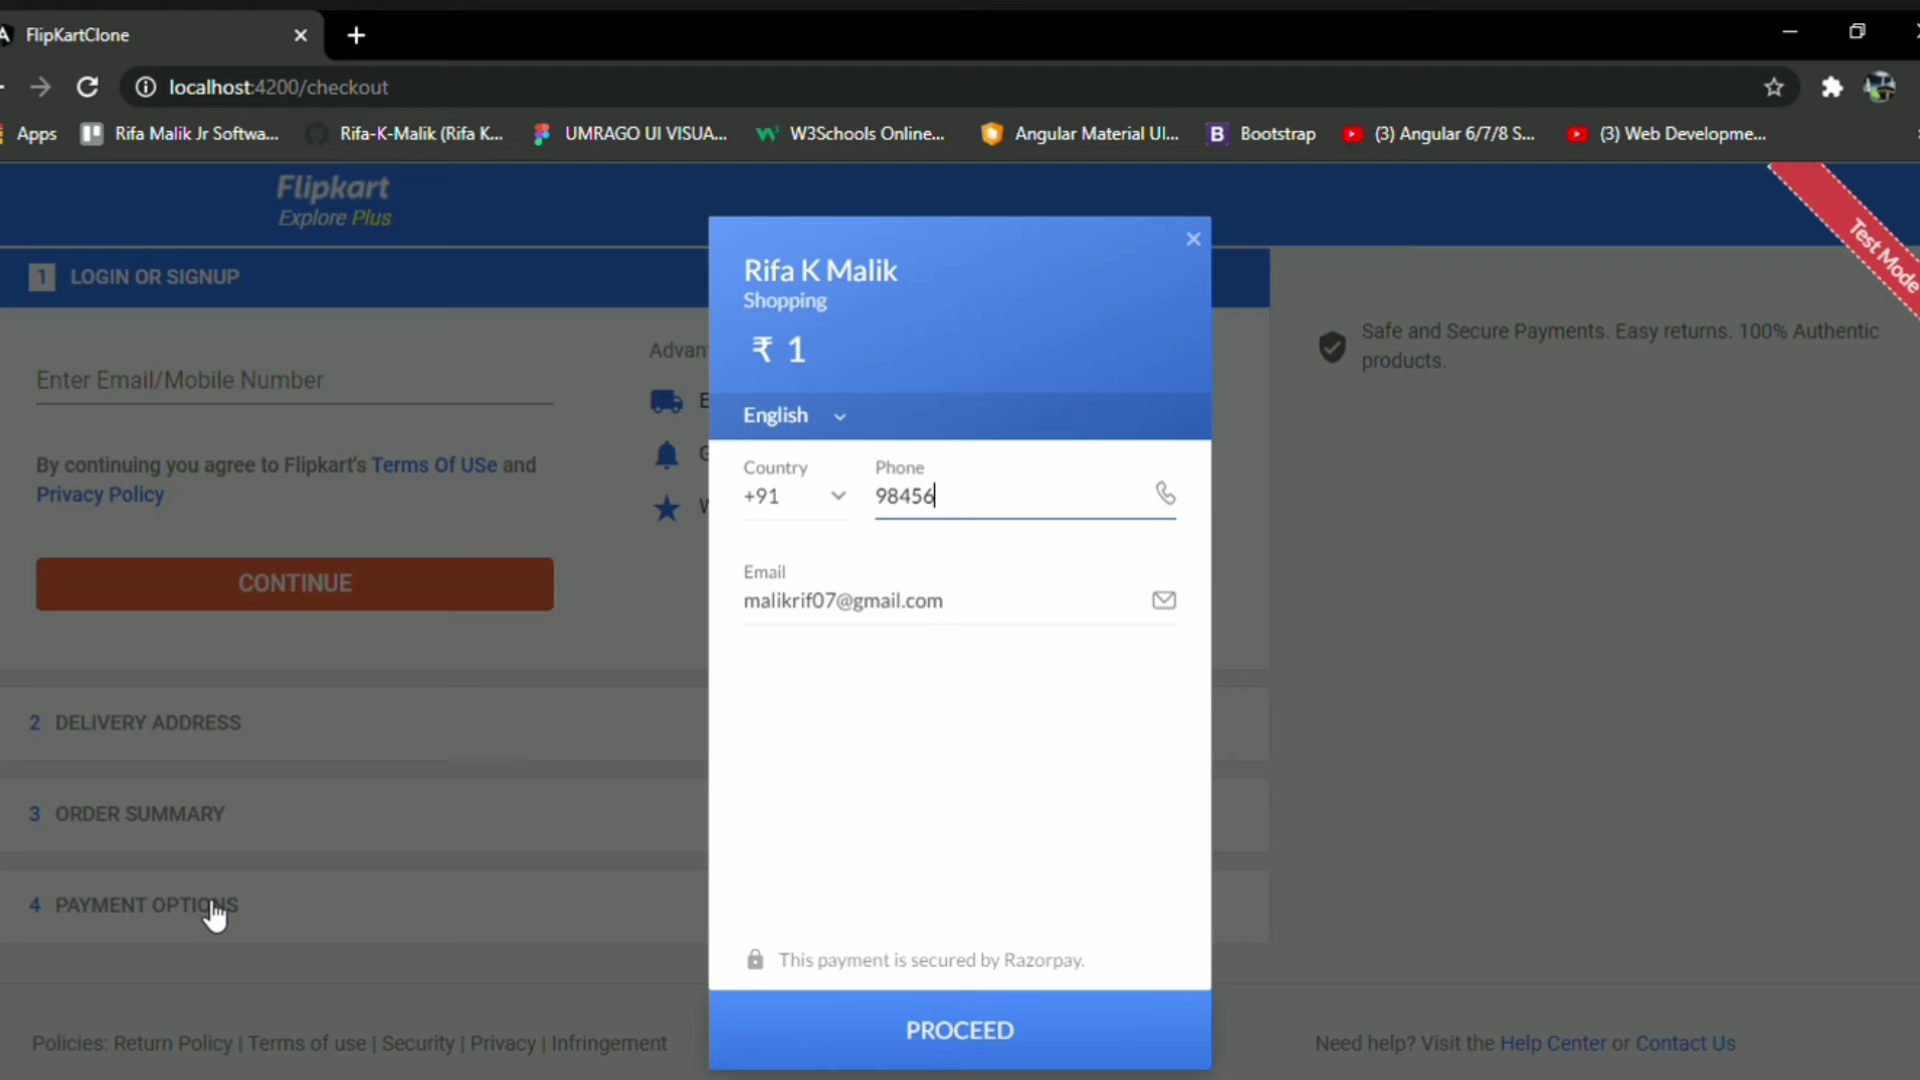 FlipKartClone
localhost:4200/checkout
Apps
Rifa Malik Jr Softwa...
Rifa-K-Malik (Rifa K...
UMRAGO UI VISUA...
W3Schools Online...
Angular Material UI...
B Bootstrap
(3) Angular 6/7/8 S...
(3) Web Developme...
Flipkart
Explore Plus
Test Mode
1 LOGIN OR SIGNUP
Enter Email/Mobile Number
By continuing you agree to Flipkart's Terms Of USe and
Privacy Policy
CONTINUE
2 DELIVERY ADDRESS
3 ORDER SUMMARY
4 PAYMENT OPTIONS
Rifa K Malik
Shopping
₹ 1
English
Country
+91
Phone
98456
Email
malikrif07@gmail.com
This payment is secured by Razorpay.
PROCEED
Safe and Secure Payments. Easy returns. 100% Authentic
products.
Policies: Return Policy | Terms of use | Security | Privacy | Infringement
Need help? Visit the Help Center or Contact Us